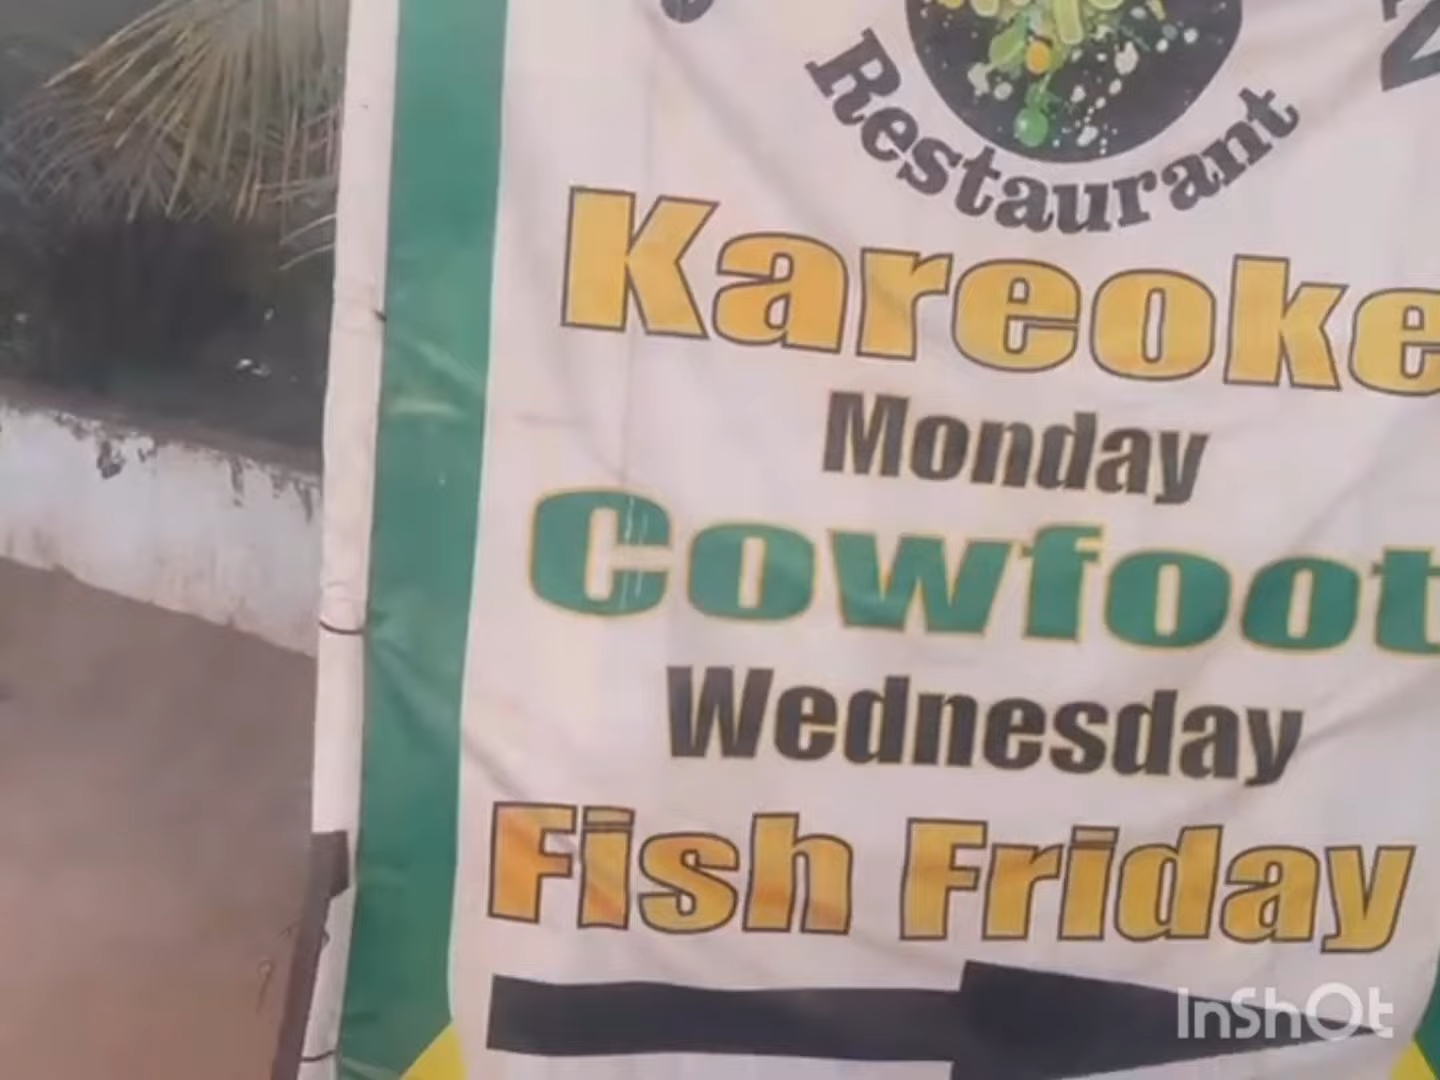 Restaurant
Kareoke
Monday
Cowfoot
Wednesday
Fish Friday
InShOt